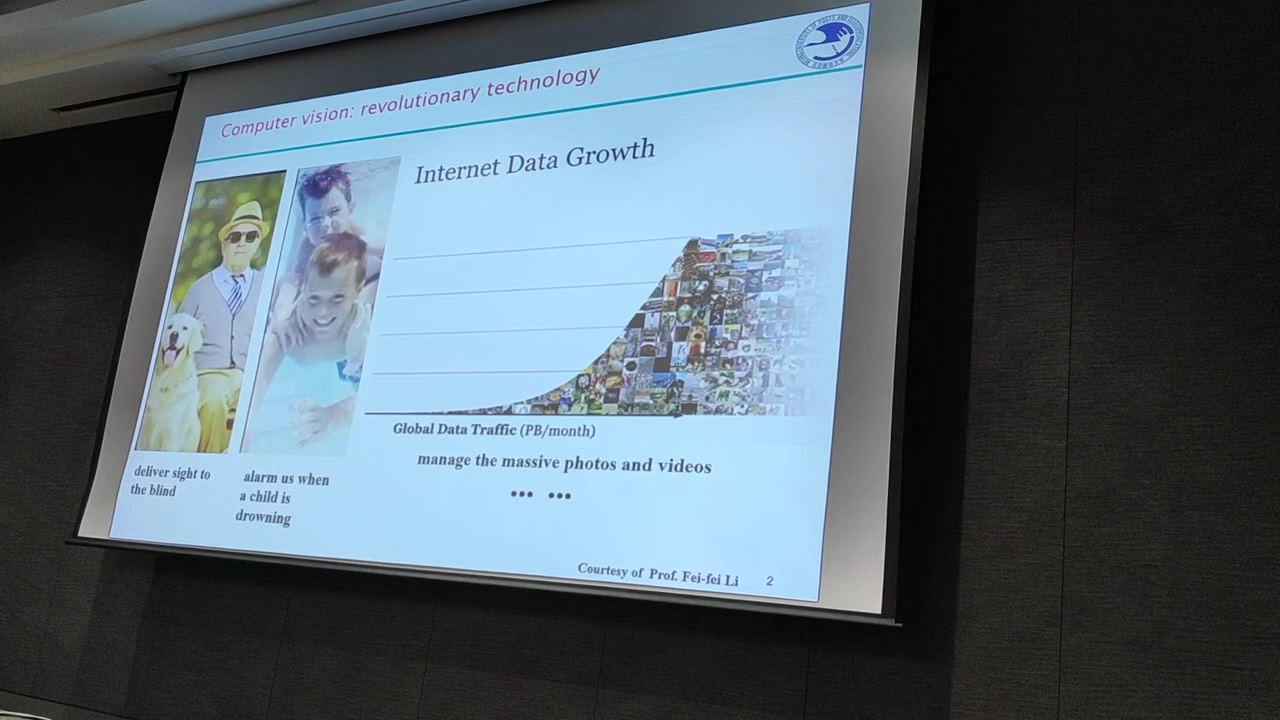 Computer vision: revolutionary technology
Internet Data Growth
Global Data Traffic (PB/month)
deliver sight to
the blind
alarm us when
a child is
drowning
manage the massive photos and videos
••• •••
Courtesy of Prof. Fei-fei Li
2